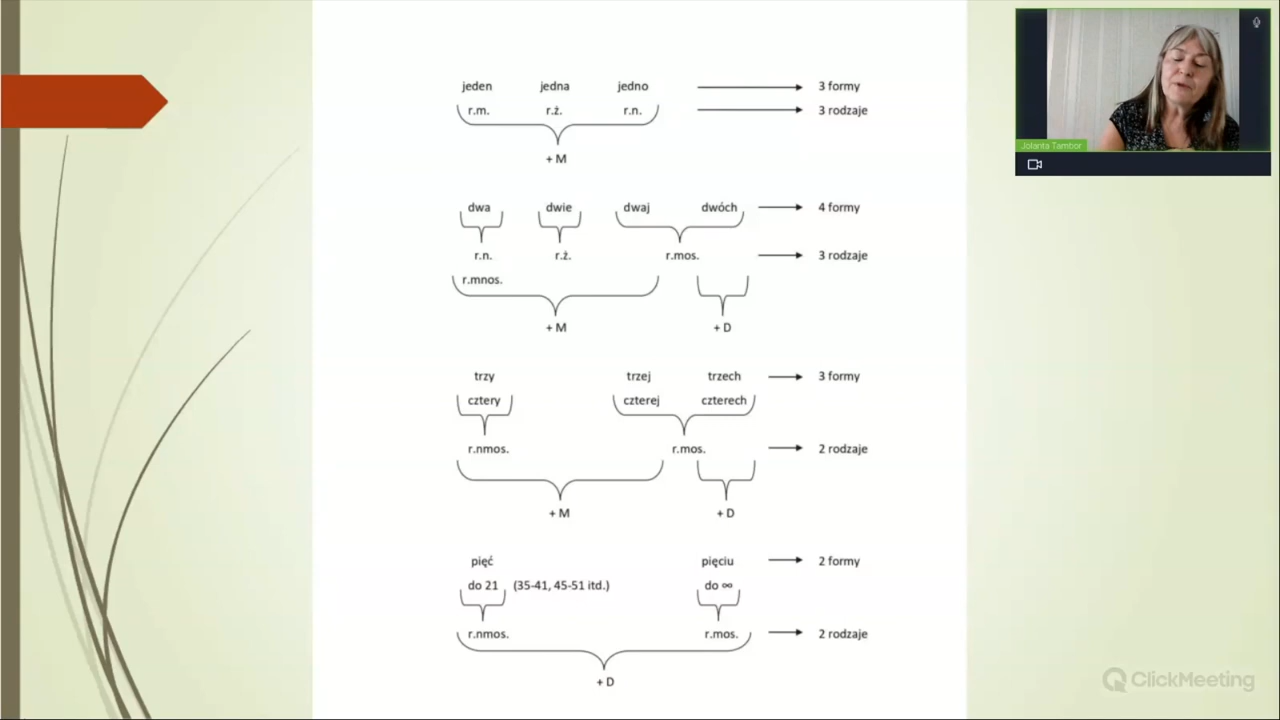 jeden jedna jedno 3 formy
r.m. r.ż. r.n. 3 rodzaje
+ M
dwa dwie dwaj dwóch 4 formy
r.n. r.ż. r.mos. 3 rodzaje
r.mnos.
+ M + D
trzy trzej trzech 3 formy
cztery czterej czterech
r.nmos. r.mos. 2 rodzaje
+ M + D
pięć pięciu 2 formy
do 21 (35-41, 45-51 itd.) do ∞
r.nmos. r.mos. 2 rodzaje
+ D
Jolanta Tambor
ClickMeeting